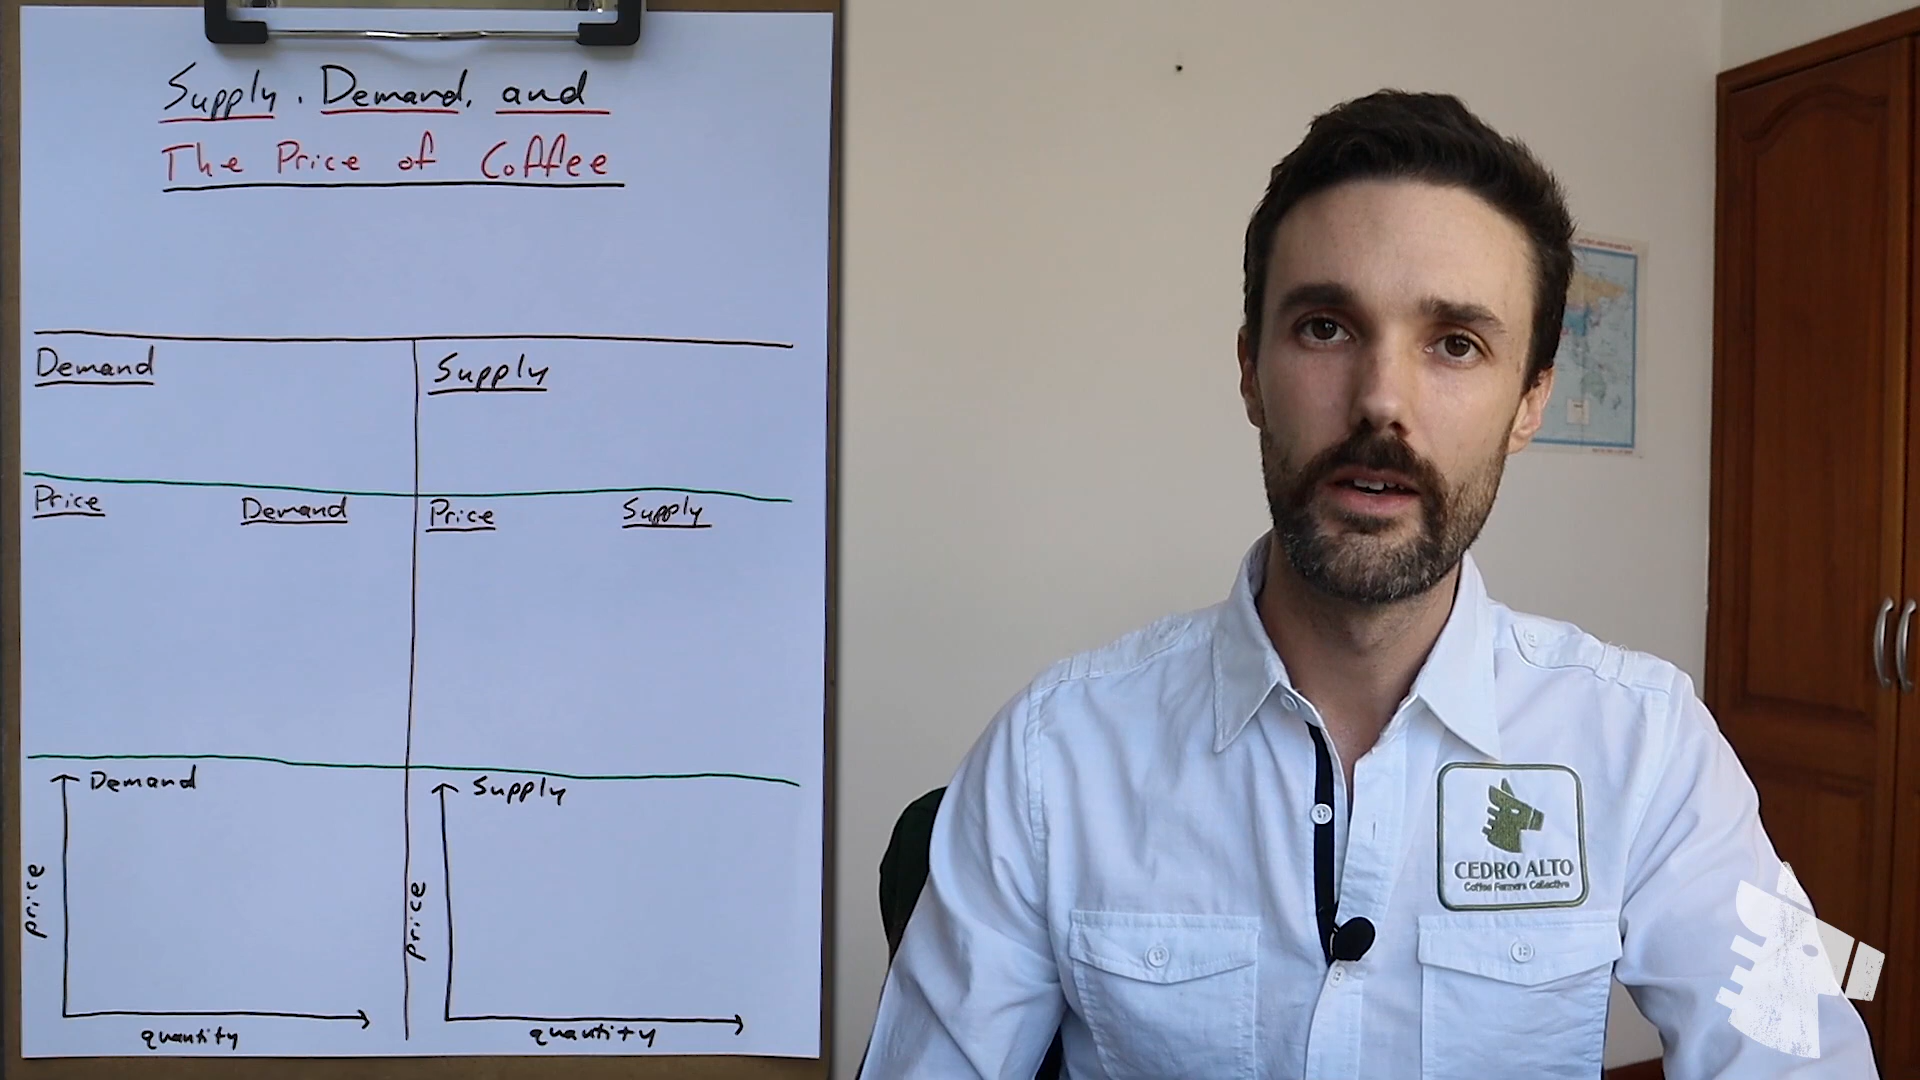 Supply, Demand, and
The Price of Coffee
Demand
Supply
Price Demand
Price Supply
Demand
price
quantity
Supply
price
quantity
CEDRO ALTO
Coffee Farmers Collective